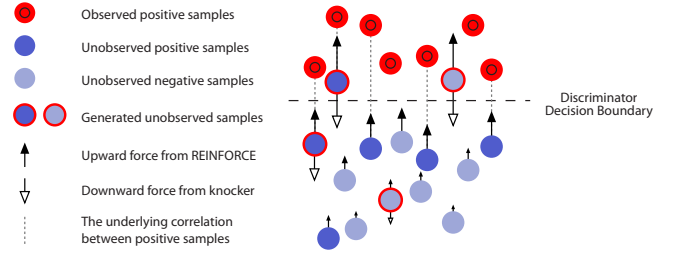 Observed positive samples
Unobserved positive samples
Unobserved negative samples
Generated unobserved samples
Upward force from REINFORCE
Downward force from knocker
The underlying correlation
between positive samples
Discriminator
Decision Boundary